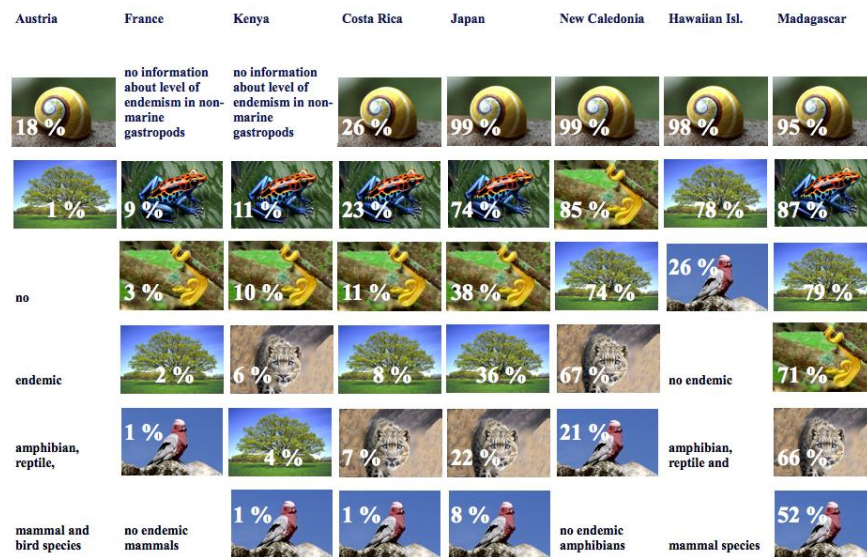 Austria France Kenya Costa Rica Japan New Caledonia Hawaiian Isl. Madagascar
no information about level of endemism in non-marine gastropods
no information about level of endemism in non-marine gastropods
18 % 26 % 99 % 99 % 98 % 95 %
1 % 9 % 11 % 23 % 74 % 85 % 78 % 87 %
no 3 % 10 % 11 % 38 % 74 % 26 % 79 %
endemic 2 % 6 % 8 % 36 % 67 % no endemic 71 %
amphibian, reptile, 1 % 4 % 7 % 22 % 21 % amphibian, reptile and 66 %
mammal and bird species no endemic mammals 1 % 1 % 8 % no endemic amphibians mammal species 52 %